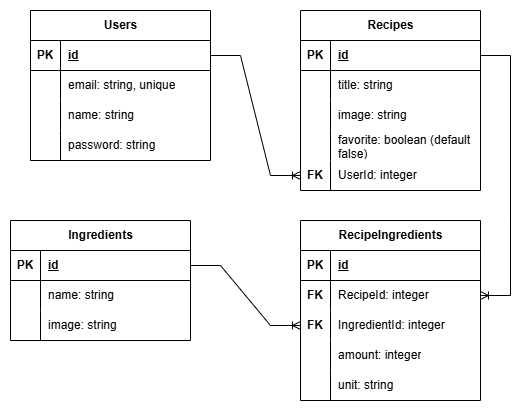 Users
PK id
email: string, unique
name: string
password: string
Recipes
PK id
title: string
image: string
favorite: boolean (default
false)
FK UserId: integer
Ingredients
PK id
name: string
image: string
RecipeIngredients
PK id
FK RecipeId: integer
FK IngredientId: integer
amount: integer
unit: string